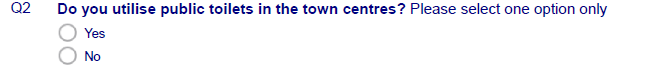 Q2 Do you utilise public toilets in the town centres? Please select one option only
Yes
No